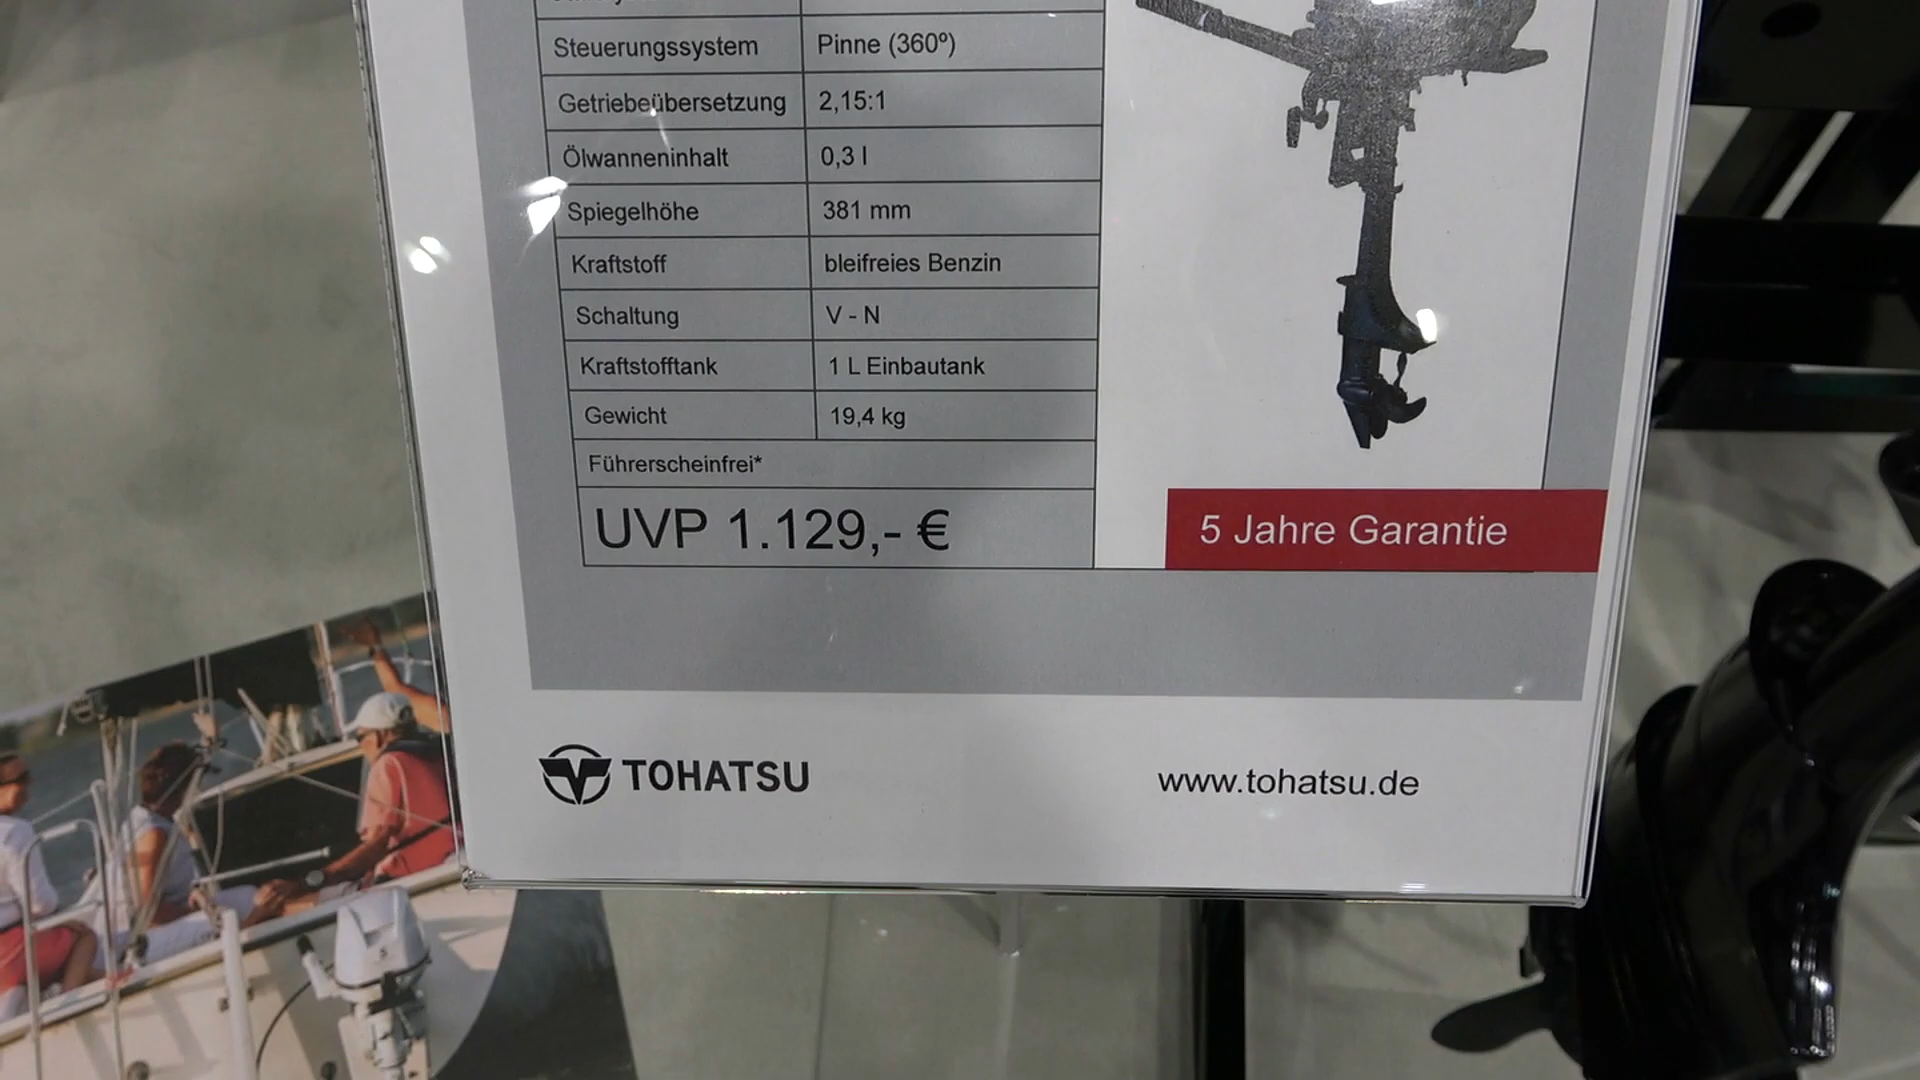 Steuerungssystem Pinne (360º)
Getriebeübersetzung 2,15:1
Ölwanneninhalt 0,3 l
Spiegelhöhe 381 mm
Kraftstoff bleifreies Benzin
Schaltung V - N
Kraftstofftank 1 L Einbautank
Gewicht 19,4 kg
Führerscheinfrei*
UVP 1.129,- €
5 Jahre Garantie
TOHATSU
www.tohatsu.de